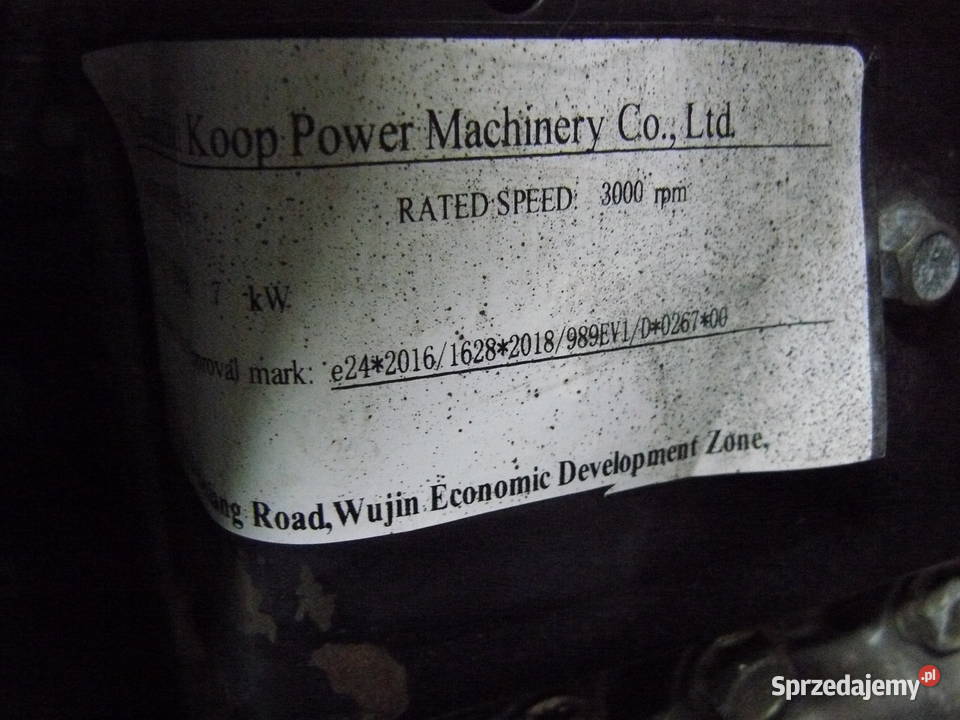 Koop Power Machinery Co., Ltd.
RATED SPEED: 3000 rpm
7 kW
mark: e24*2016/1628*2018/989EV1/D*0267*00
Road, Wujin Economic Development Zone,
Sprzedajemy.pl